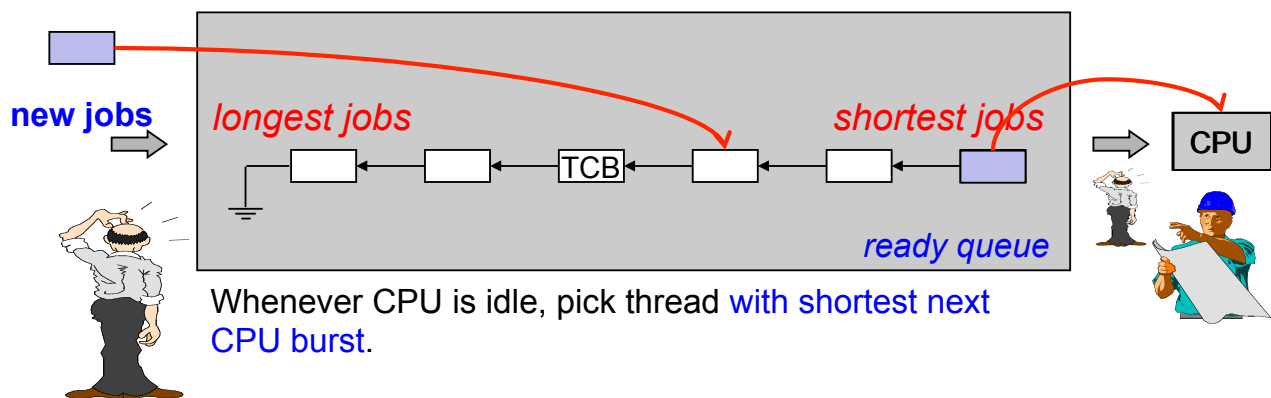 new jobs
longest jobs
shortest jobs
CPU
TCB
ready queue
Whenever CPU is idle, pick thread with shortest next
CPU burst.